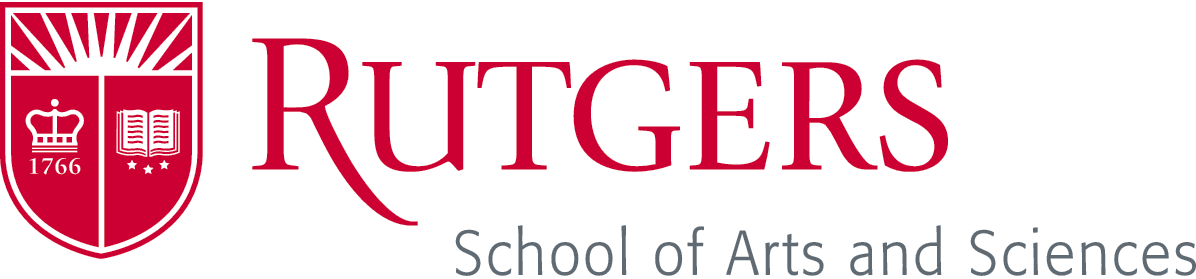 1766
RUTGERS
School of Arts and Sciences